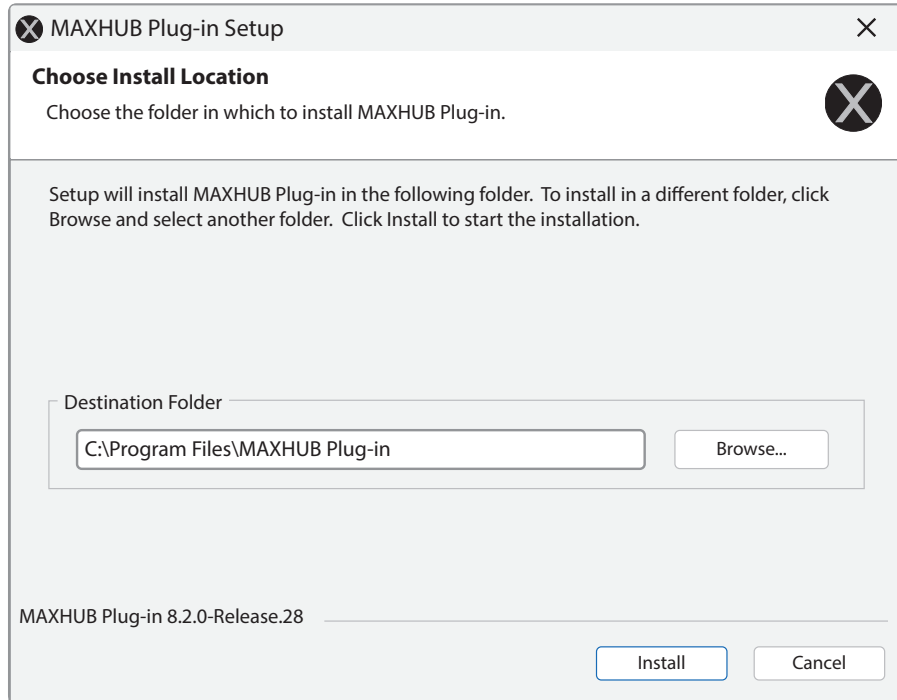 MAXHUB Plug-in Setup
Choose Install Location
Choose the folder in which to install MAXHUB Plug-in.
X
Setup will install MAXHUB Plug-in in the following folder. To install in a different folder, click
Browse and select another folder. Click Install to start the installation.
Destination Folder
C:\Program Files\MAXHUB Plug-in
Browse...
MAXHUB Plug-in 8.2.0-Release.28
Install
Cancel